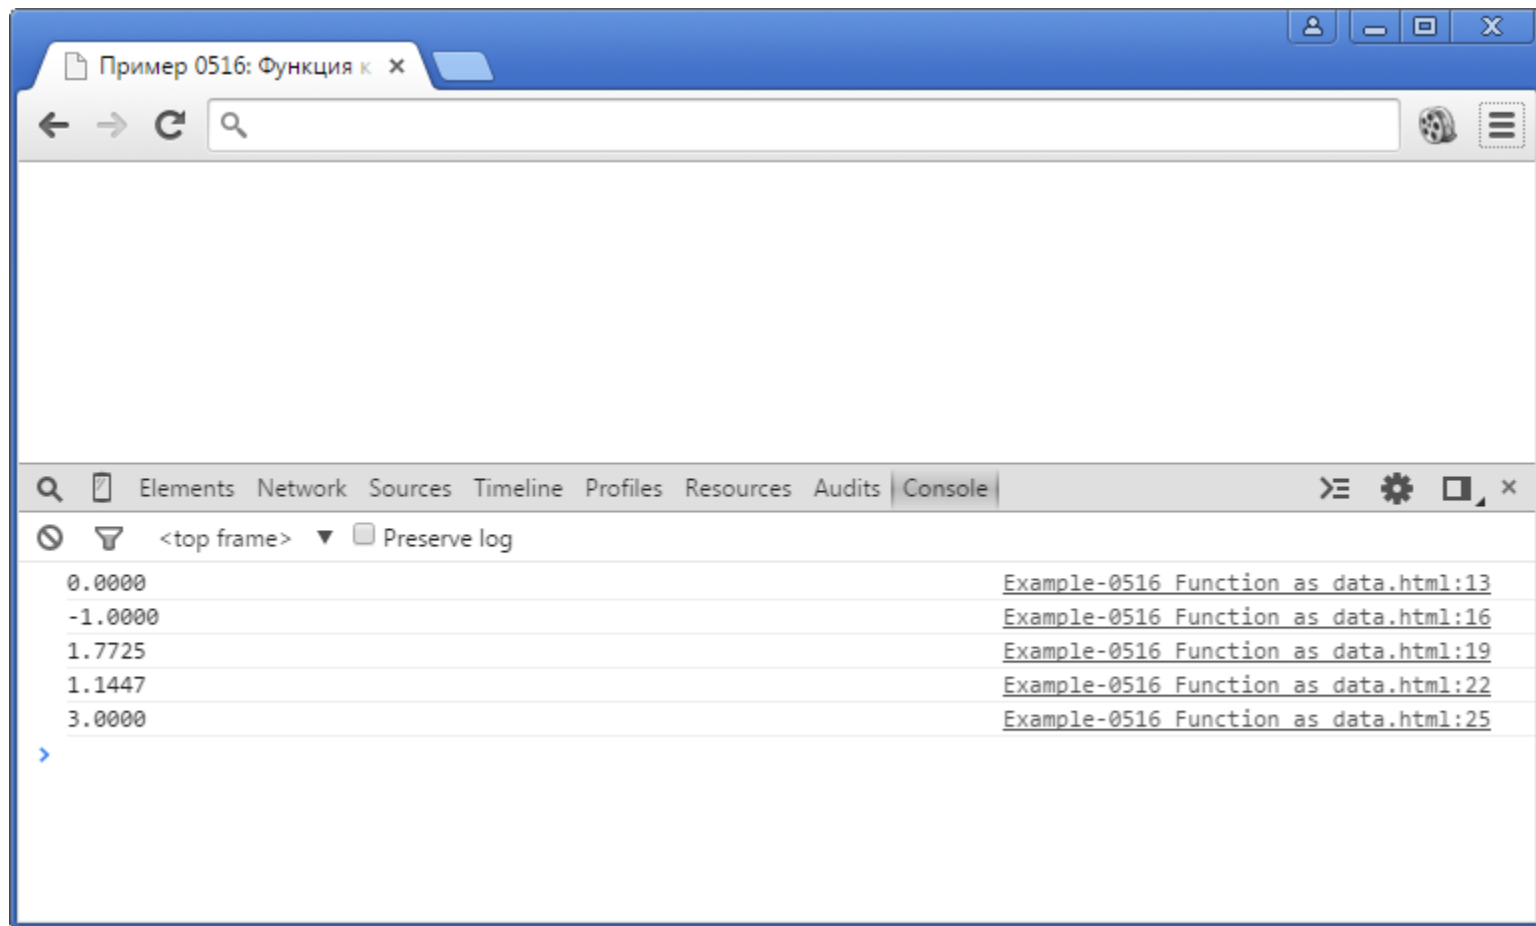 Пример 0516: Функция к
Elements Network Sources Timeline Profiles Resources Audits Console
<top frame> Preserve log
0.0000 Example-0516 Function as data.html:13
-1.0000 Example-0516 Function as data.html:16
1.7725 Example-0516 Function as data.html:19
1.1447 Example-0516 Function as data.html:22
3.0000 Example-0516 Function as data.html:25